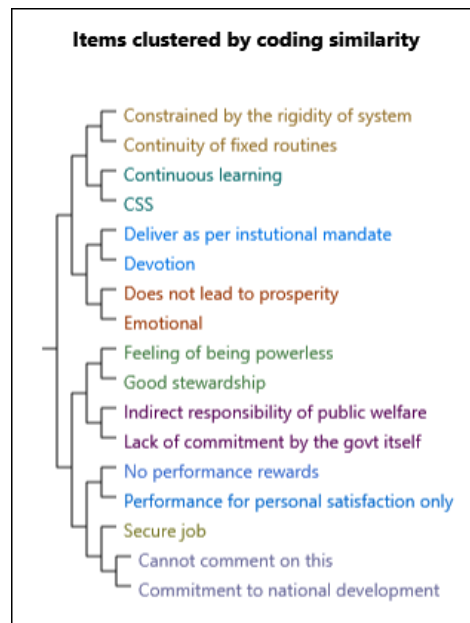 Items clustered by coding similarity
Constrained by the rigidity of system
Continuity of fixed routines
Continuous learning
CSS
Deliver as per instutional mandate
Devotion
Does not lead to prosperity
Emotional
Feeling of being powerless
Good stewardship
Indirect responsibility of public welfare
Lack of commitment by the govt itself
No performance rewards
Performance for personal satisfaction only
Secure job
Cannot comment on this
Commitment to national development